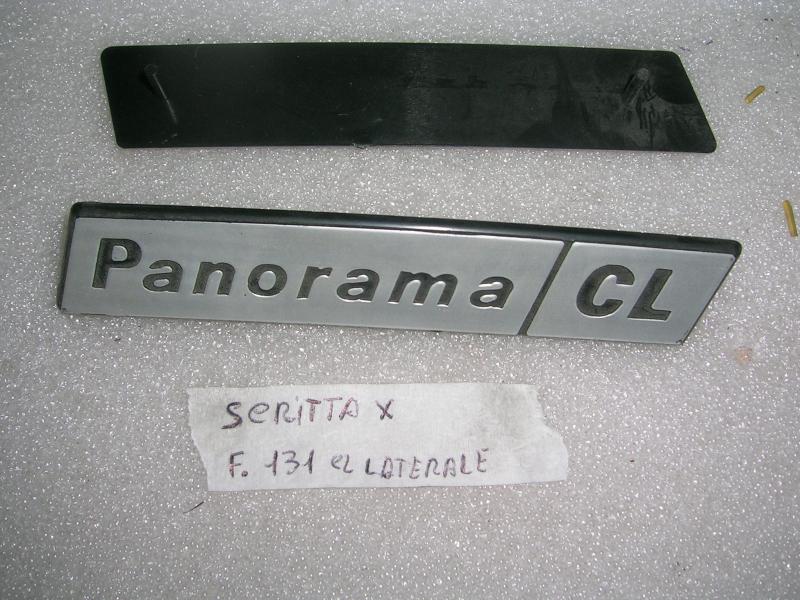 Panorama CL
SCRITTA X
F. 131 CL LATERALE